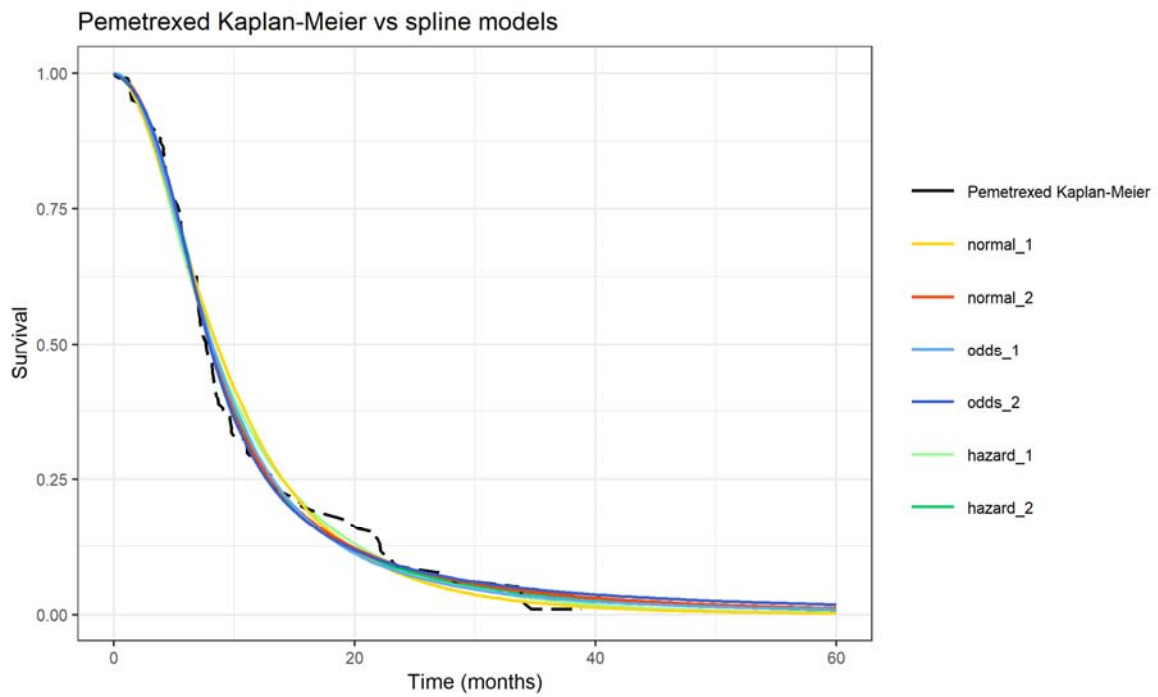 Pemetrexed Kaplan-Meier vs spline models
1.00
0.75
0.50
0.25
0.00
Survival
0
20
40
60
Time (months)
Pemetrexed Kaplan-Meier
normal_1
normal_2
odds_1
odds_2
hazard_1
hazard_2